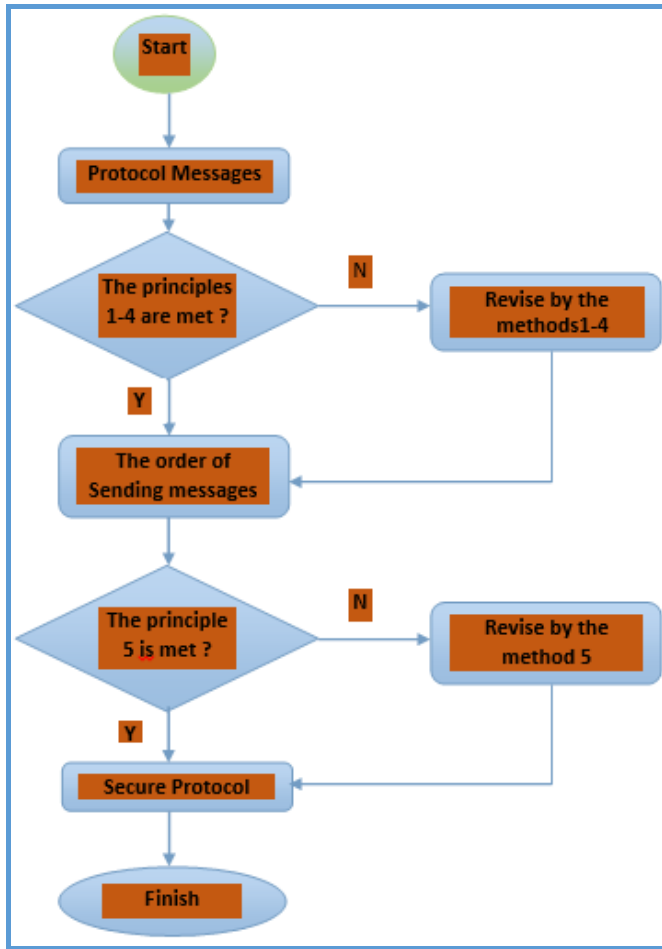 Start
Protocol Messages
The principles
1-4 are met ?
N
Revise by the
methods1-4
Y
The order of
Sending messages
The principle
5 is met ?
N
Revise by the
method 5
Y
Secure Protocol
Finish